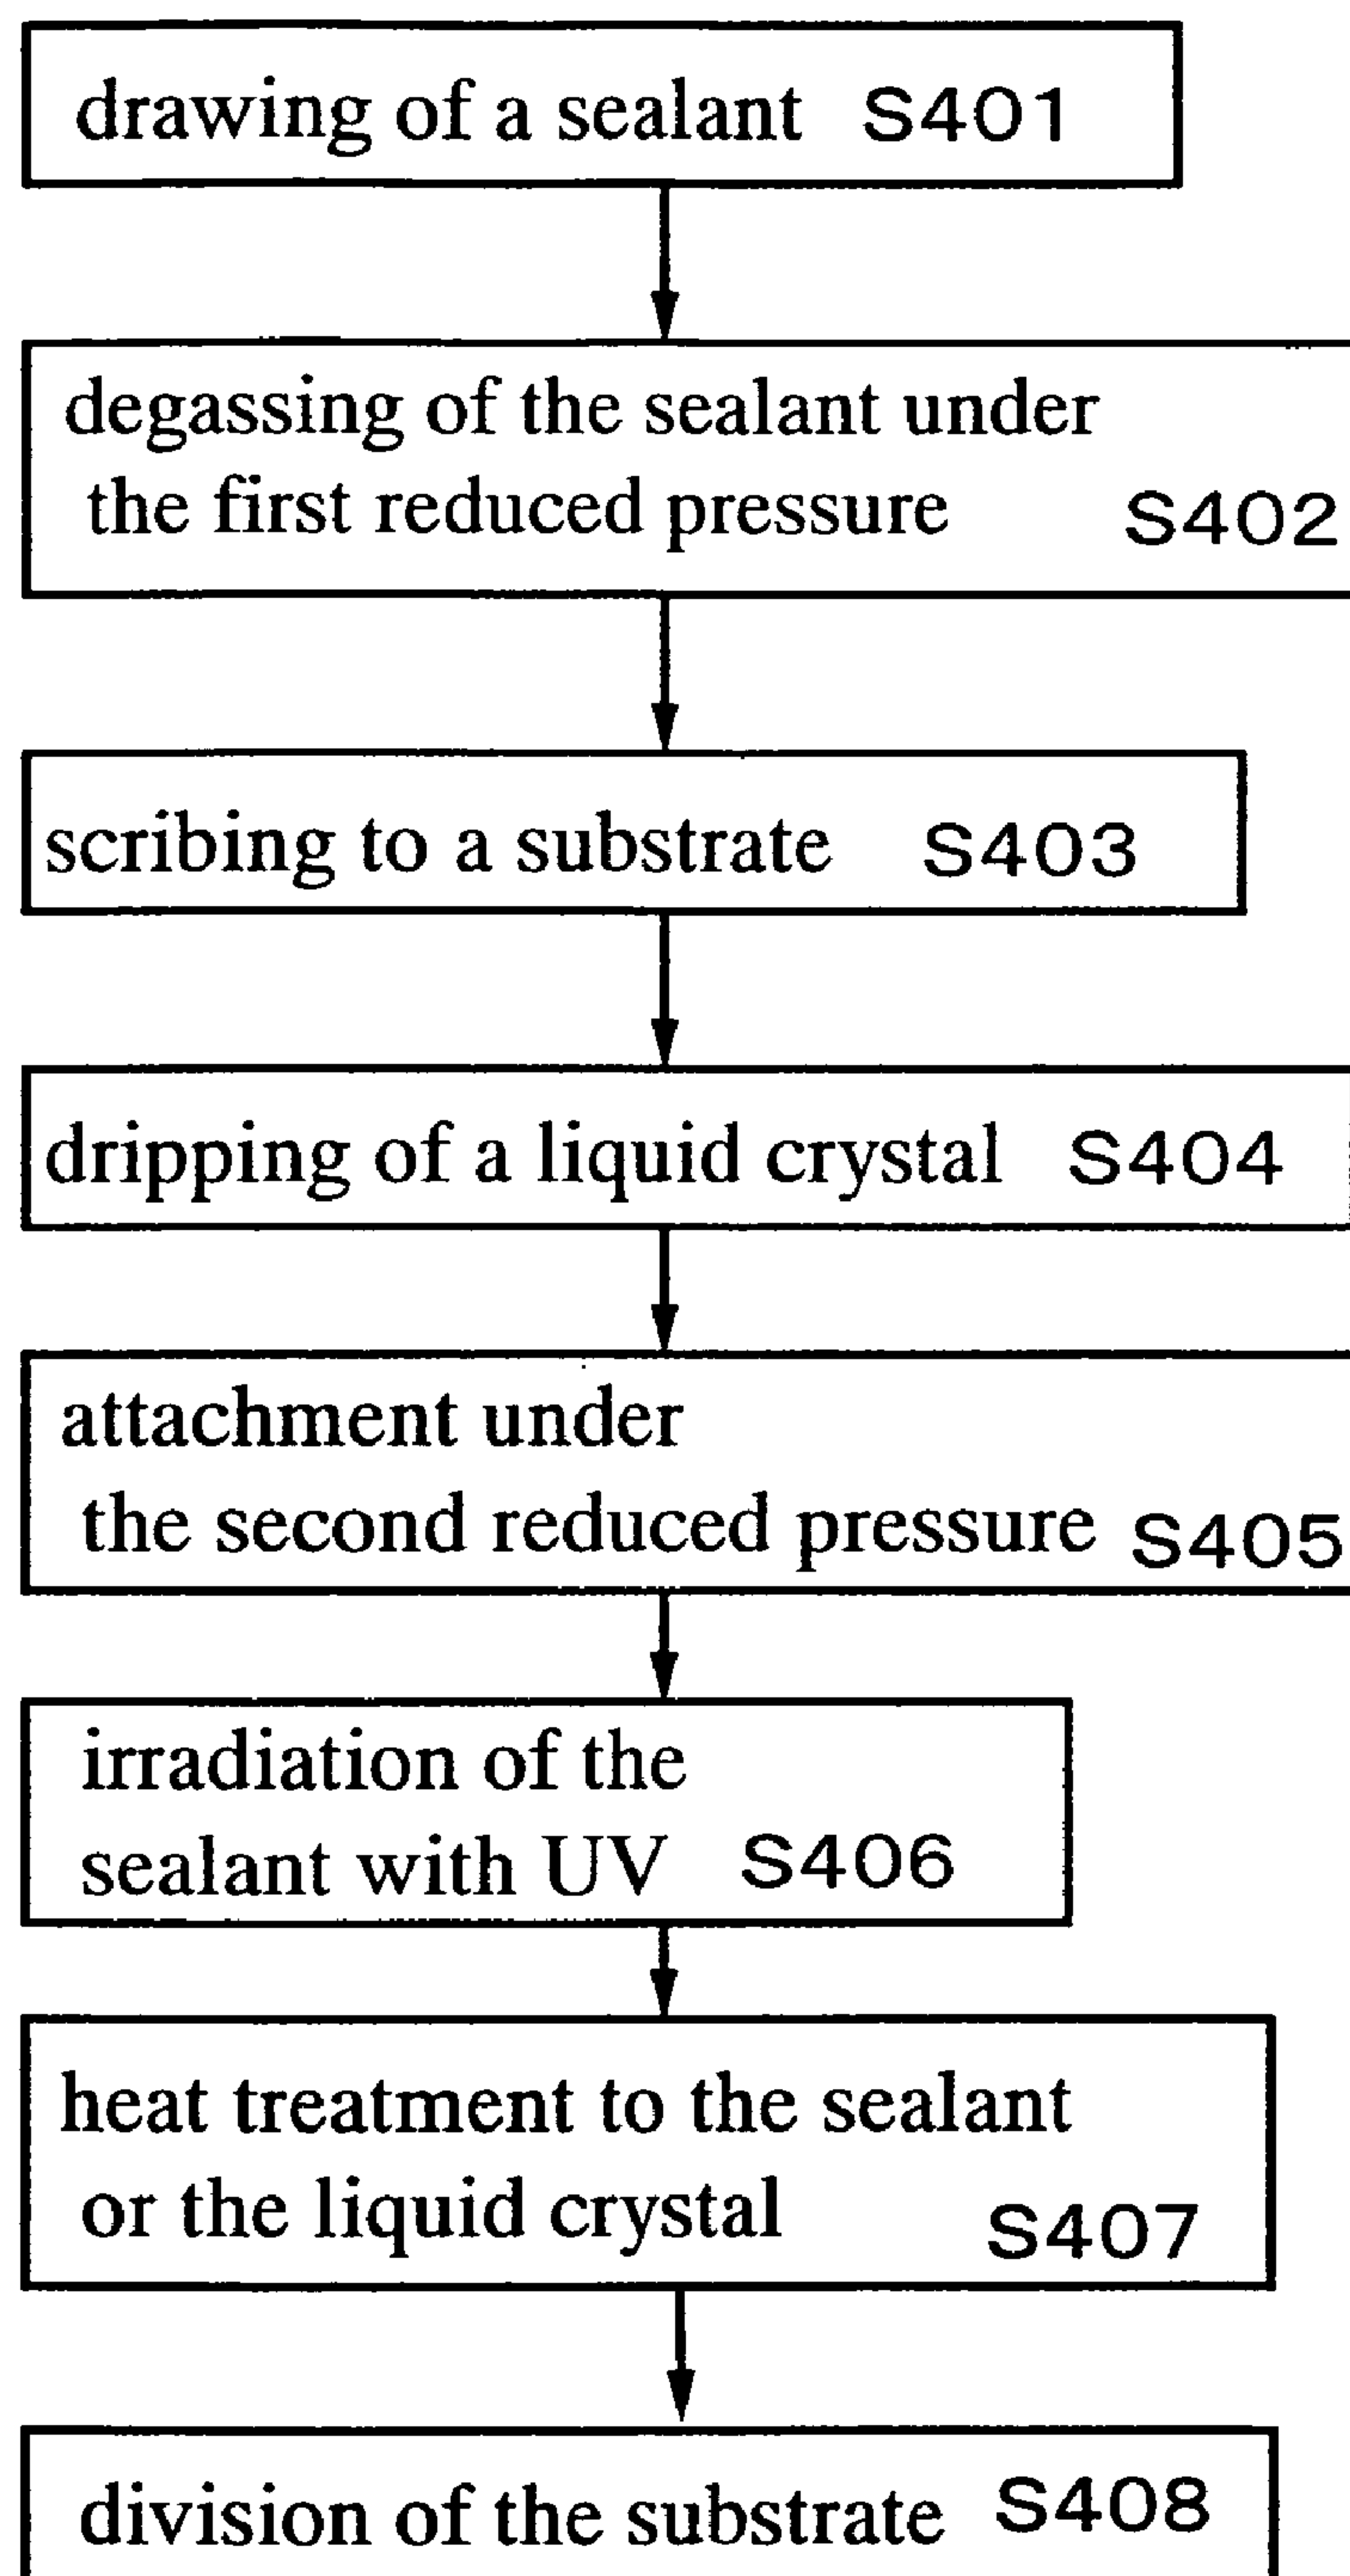 drawing of a sealant S401
degassing of the sealant under
the first reduced pressure S402
scribing to a substrate S403
dripping of a liquid crystal S404
attachment under
the second reduced pressure S405
irradiation of the
sealant with UV S406
heat treatment to the sealant
or the liquid crystal S407
division of the substrate S408